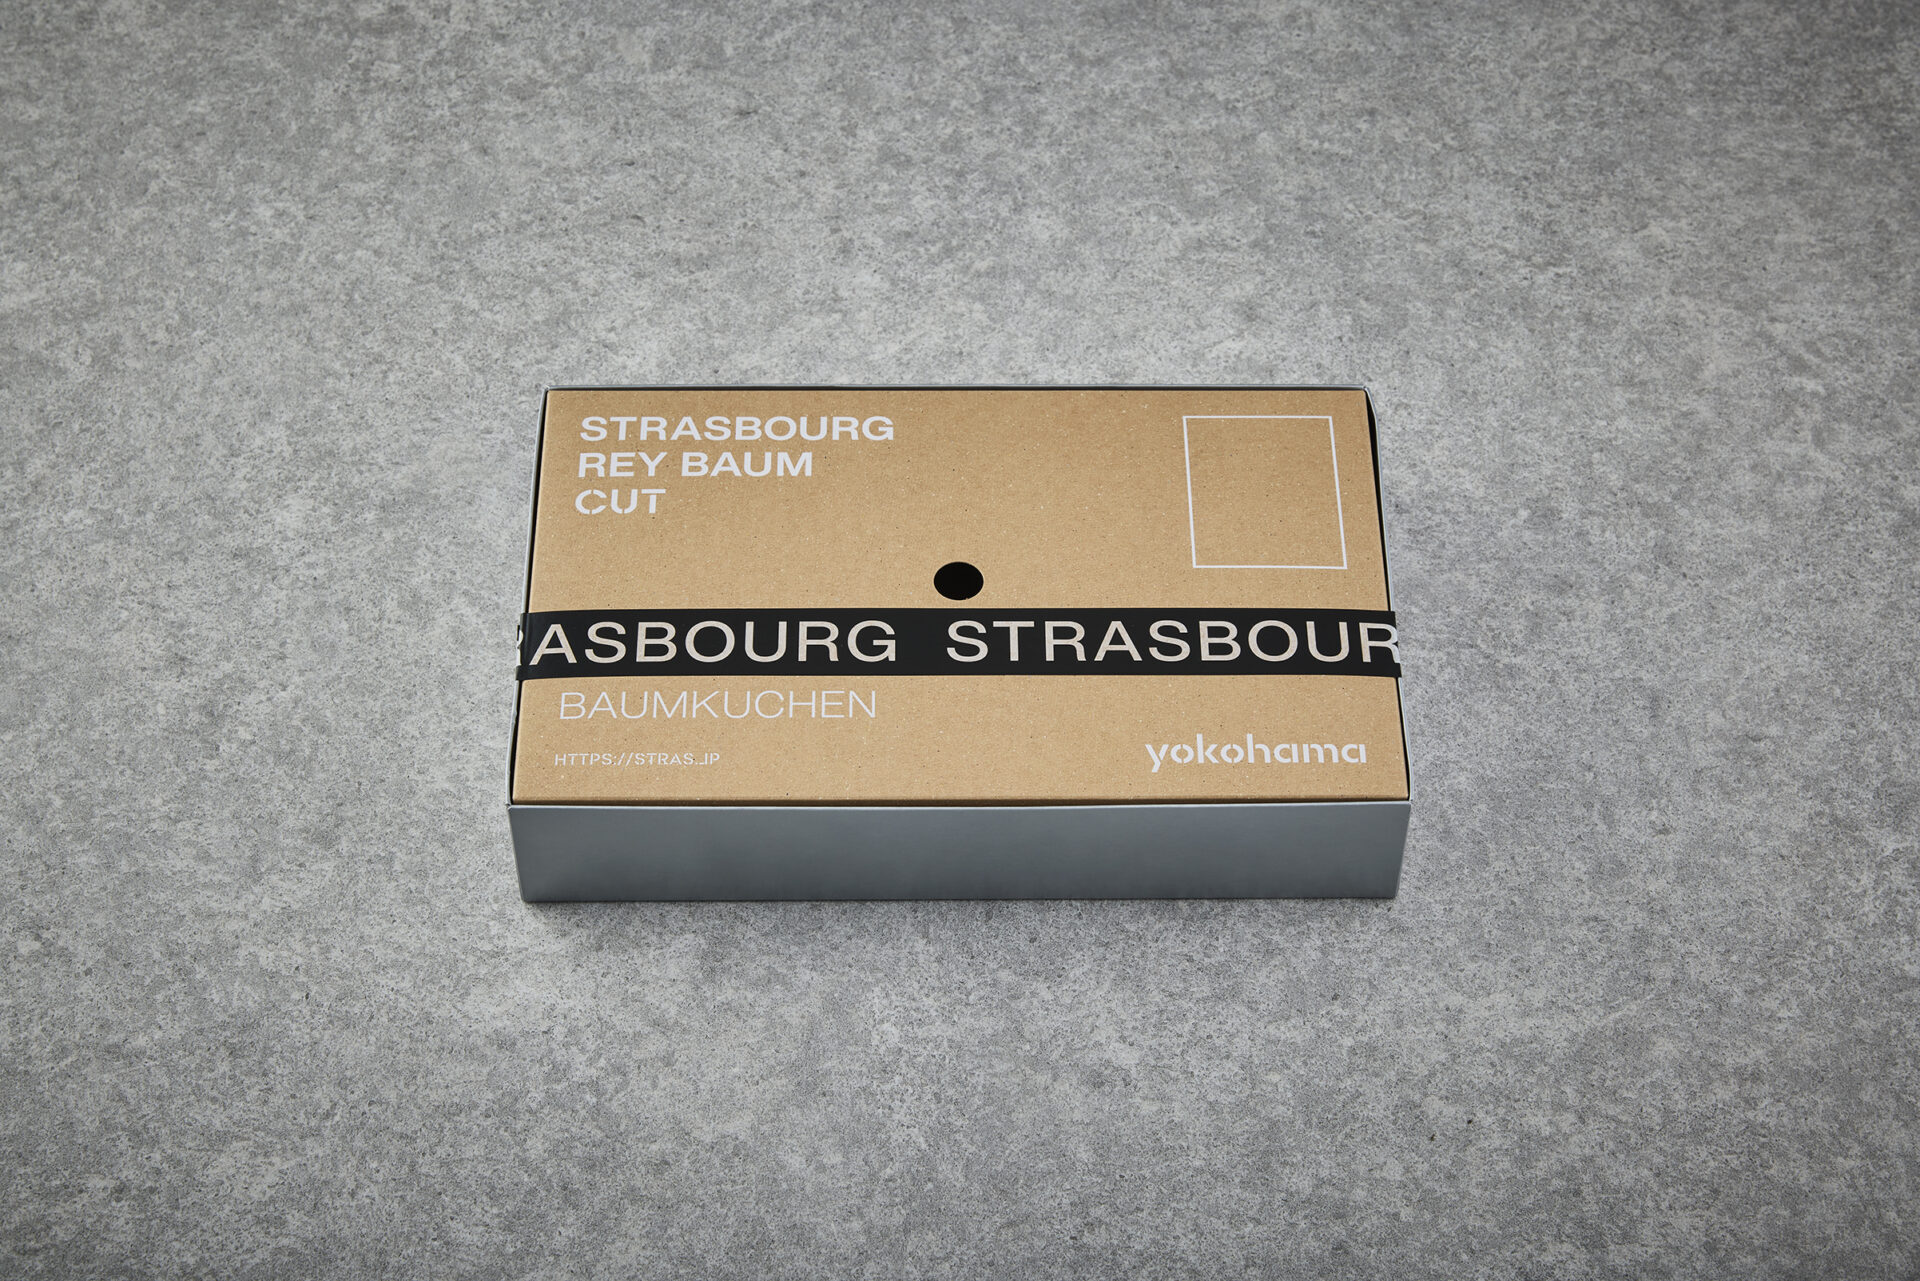 STRASBOURG
REY BAUM
CUT
RASBOURG STRASBOUR
BAUMKUCHEN
HTTPS://STRAS.JP
yokohama